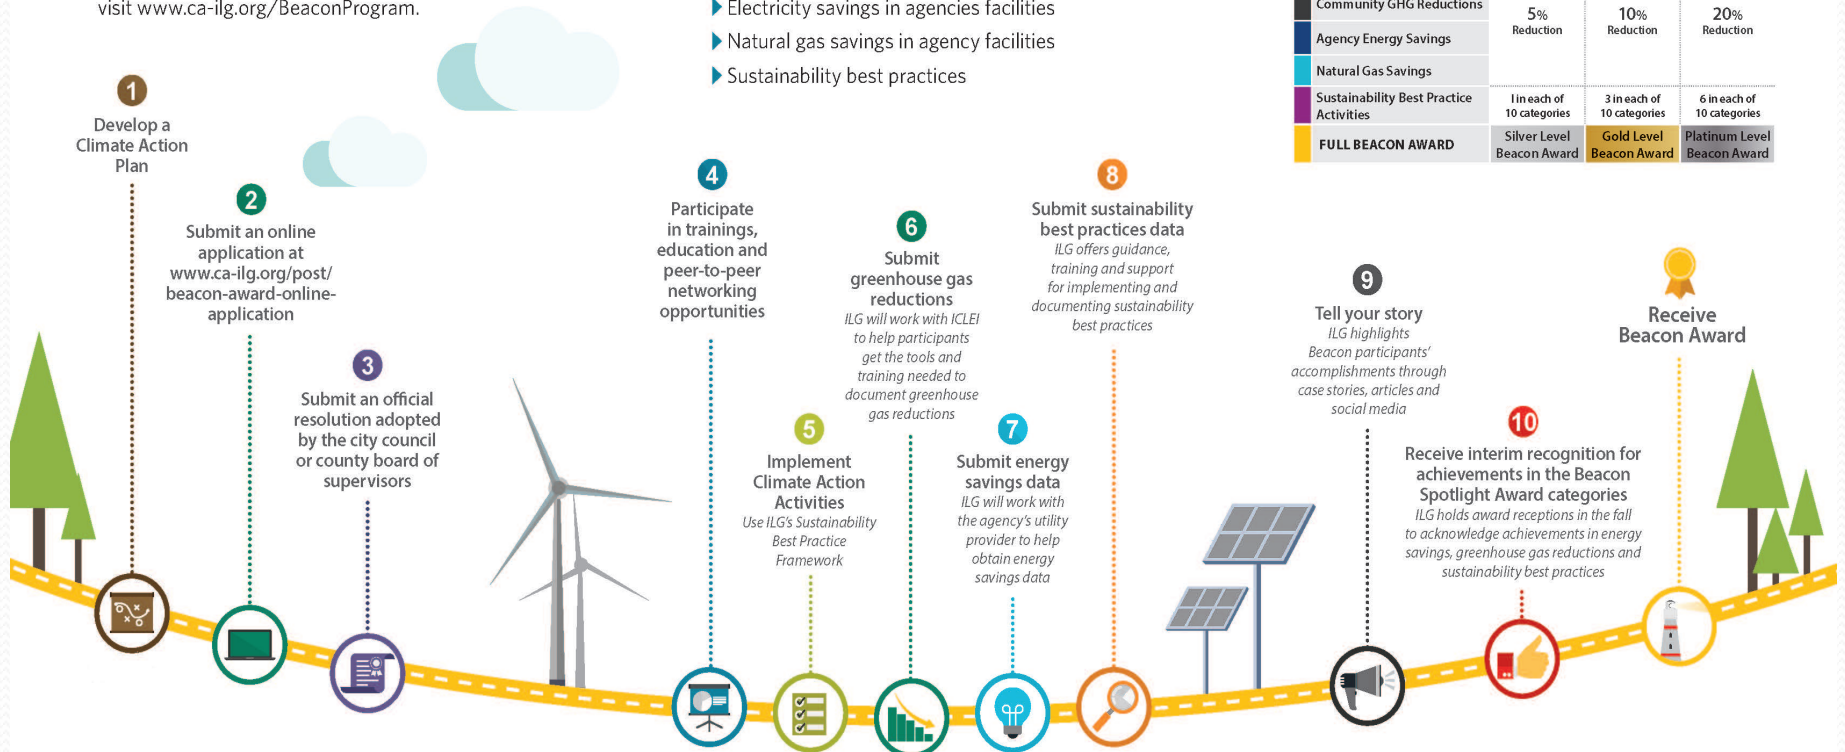 visit www.ca-ilg.org/BeaconProgram.
Electricity savings in agencies facilities
Natural gas savings in agency facilities
Sustainability best practices
Community GHG Reductions
Agency Energy Savings
Natural Gas Savings
5%
Reduction
10%
Reduction
20%
Reduction
Sustainability Best Practice
Activities
1 in each of
10 categories
3 in each of
10 categories
6 in each of
10 categories
FULL BEACON AWARD
Silver Level
Beacon Award
Gold Level
Beacon Award
Platinum Level
Beacon Award
1
Develop a
Climate Action
Plan
2
Submit an online
application at
www.ca-ilg.org/post/
beacon-award-online-
application
3
Submit an official
resolution adopted
by the city council
or county board of
supervisors
4
Participate
in trainings,
education and
peer-to-peer
networking
opportunities
5
Implement
Climate Action
Activities
Use ILG's Sustainability
Best Practice
Framework
6
Submit
greenhouse gas
reductions
ILG will work with ICLEI
to help participants
get the tools and
training needed to
document greenhouse
gas reductions
7
Submit energy
savings data
ILG will work with
the agency's utility
provider to help
obtain energy
savings data
8
Submit sustainability
best practices data
ILG offers guidance,
training and support
for implementing and
documenting sustainability
best practices
9
Tell your story
ILG highlights
Beacon participants'
accomplishments through
case stories, articles and
social media
10
Receive interim recognition for
achievements in the Beacon
Spotlight Award categories
ILG holds award receptions in the fall
to acknowledge achievements in energy
savings, greenhouse gas reductions and
sustainability best practices
Receive
Beacon Award